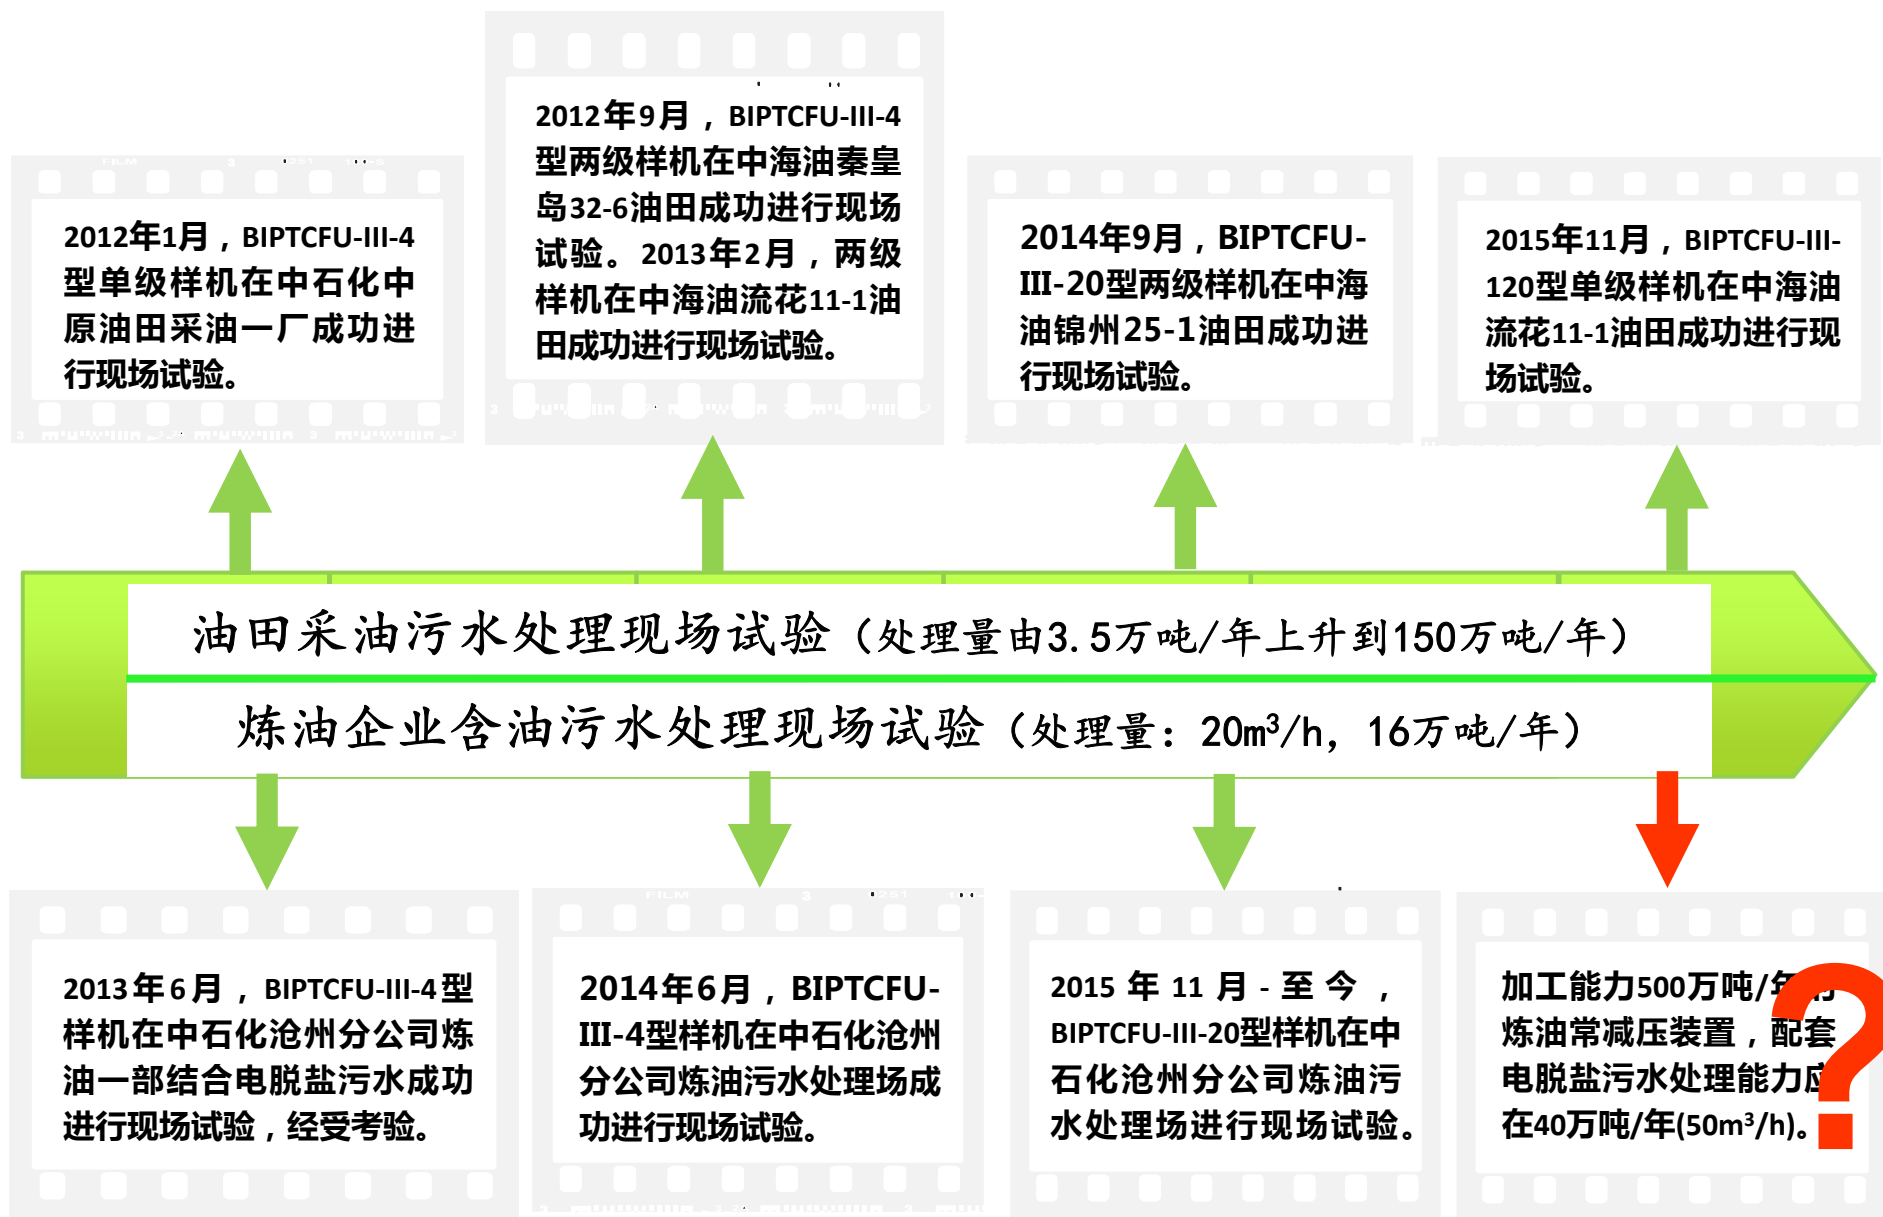 2012年1月，BIPTCFU-III-4
型单级样机在中石化中
原油田采油一厂成功进
行现场试验。
2012年9月，BIPTCFU-III-4
型两级样机在中海油秦皇
岛32-6油田成功进行现场
试验。2013年2月，两级
样机在中海油流花11-1油
田成功进行现场试验。
2014年9月，BIPTCFU-
III-20型两级样机在中海
油锦州25-1油田成功进
行现场试验。
2015年11月，BIPTCFU-III-
120型单级样机在中海油
流花11-1油田成功进行现
场试验。
油田采油污水处理现场试验（处理量由3.5万吨/年上升到150万吨/年）
炼油企业含油污水处理现场试验（处理量：20m³/h，16万吨/年）
2013年6月，BIPTCFU-III-4型
样机在中石化沧州分公司炼
油一部结合电脱盐污水成功
进行现场试验，经受考验。
2014年6月，BIPTCFU-
III-4型样机在中石化沧州
分公司炼油污水处理场成
功进行现场试验。
2015年11月-至今，
BIPTCFU-III-20型样机在中
石化沧州分公司炼油污
水处理场进行现场试验。
加工能力500万吨/年的
炼油常减压装置，配套
电脱盐污水处理能力应
在40万吨/年(50m³/h)。
?